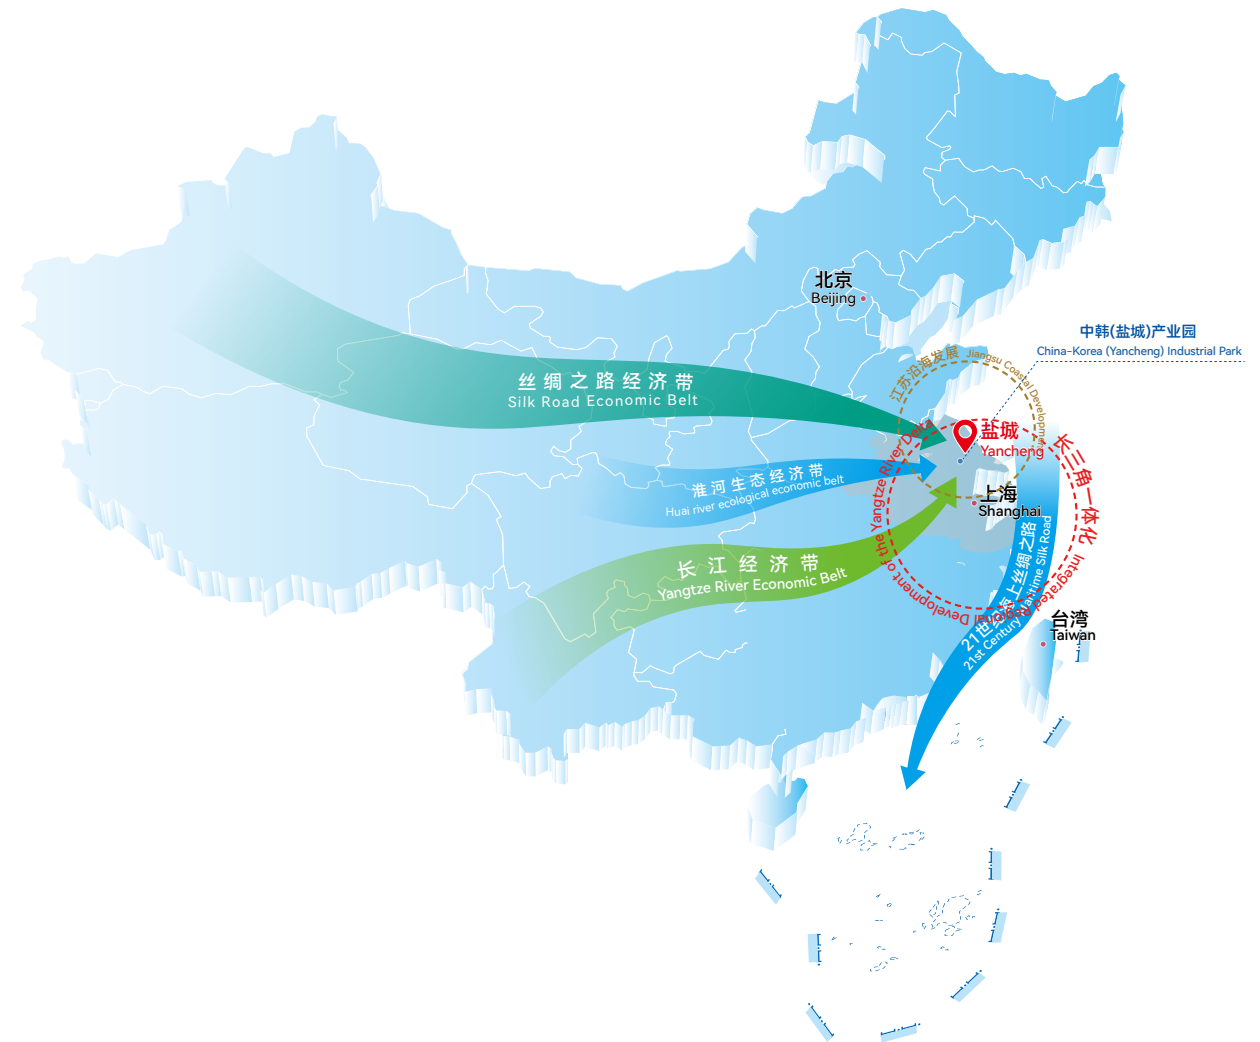 北京
Beijing
中韩(盐城)产业园
China-Korea (Yancheng) Industrial Park
江苏沿海发展 Jiangsu Coastal Development
丝绸之路经济带
Silk Road Economic Belt
盐城
Yancheng
淮河生态经济带
Huai river ecological economic belt
上海
Shanghai
长三角一体化 Integrated Regional Development of the Yangtze River Delta
长江经济带
Yangtze River Economic Belt
21世纪海上丝绸之路
21st Century Maritime Silk Road
台湾
Taiwan